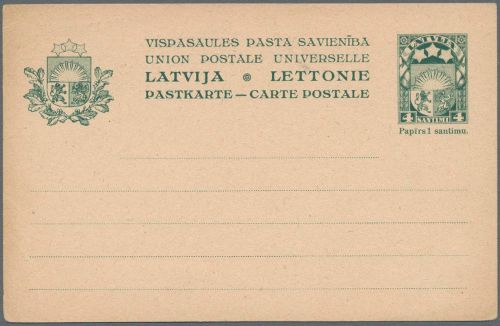 VISPASAULES PASTA SAVIENĪBA
UNION POSTALE UNIVERSELLE
LATVIJA LETTONIE
PASTKARTE — CARTE POSTALE
LATVIJA
4 SANTIMI 4
Papīrs 1 santīmu.